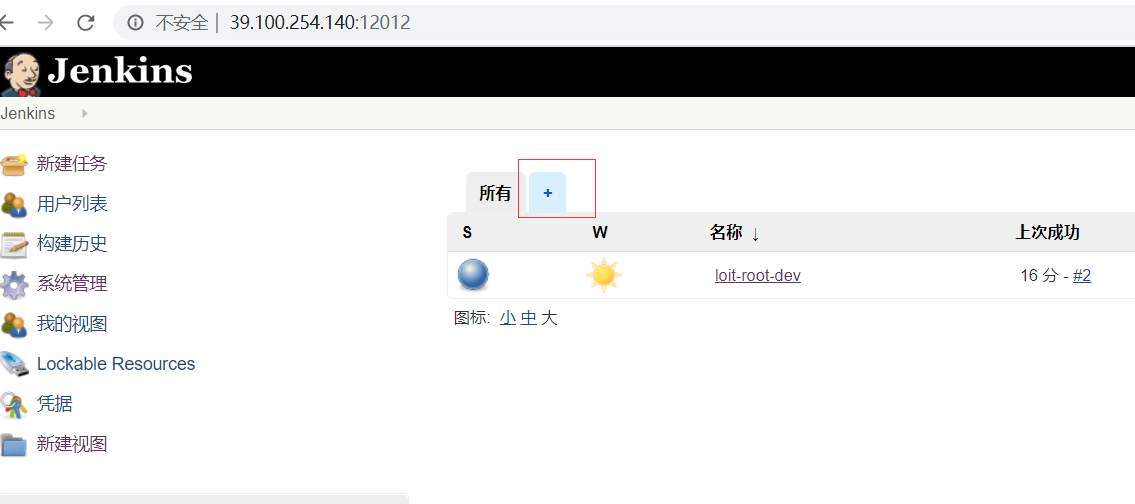 不安全 | 39.100.254.140:12012
Jenkins
Jenkins
新建任务
用户列表
构建历史
系统管理
我的视图
Lockable Resources
凭据
新建视图
所有 +
S W 名称 ↓ 上次成功
loit-root-dev 16 分 - #2
图标: 小 中 大